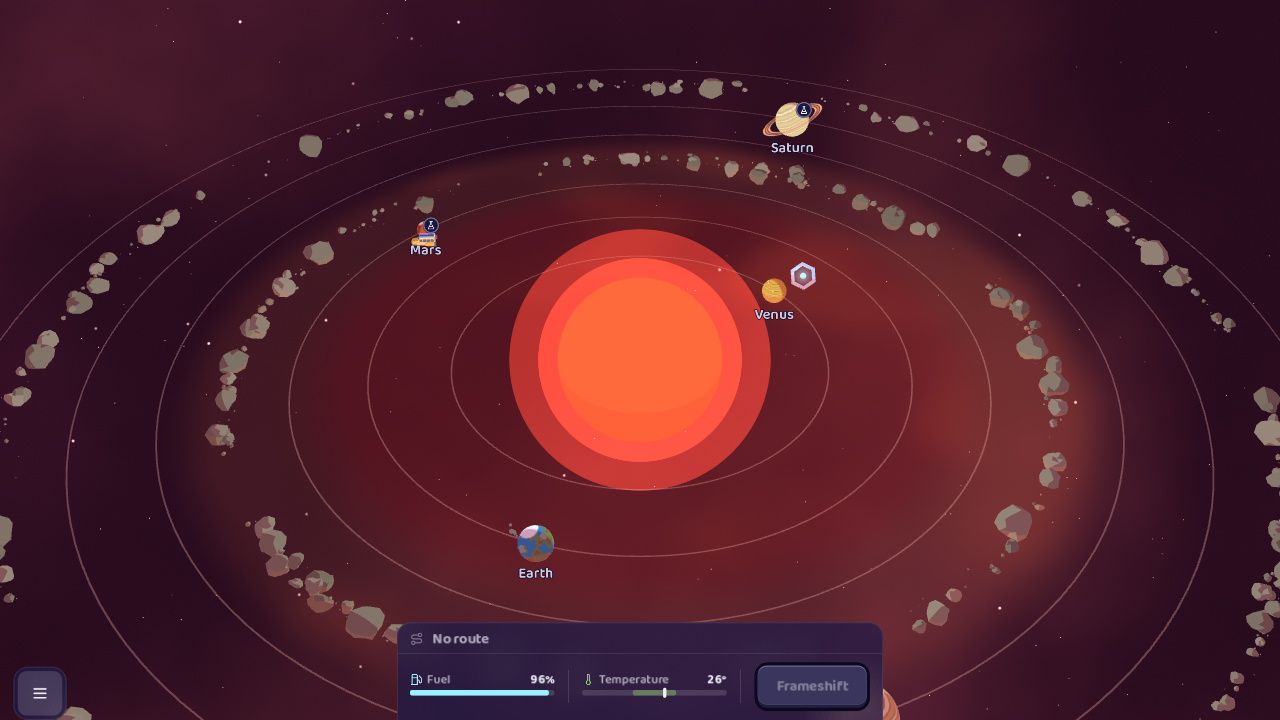 Saturn
Mars
Venus
Earth
No route
Fuel 96% Temperature 26° Frameshift